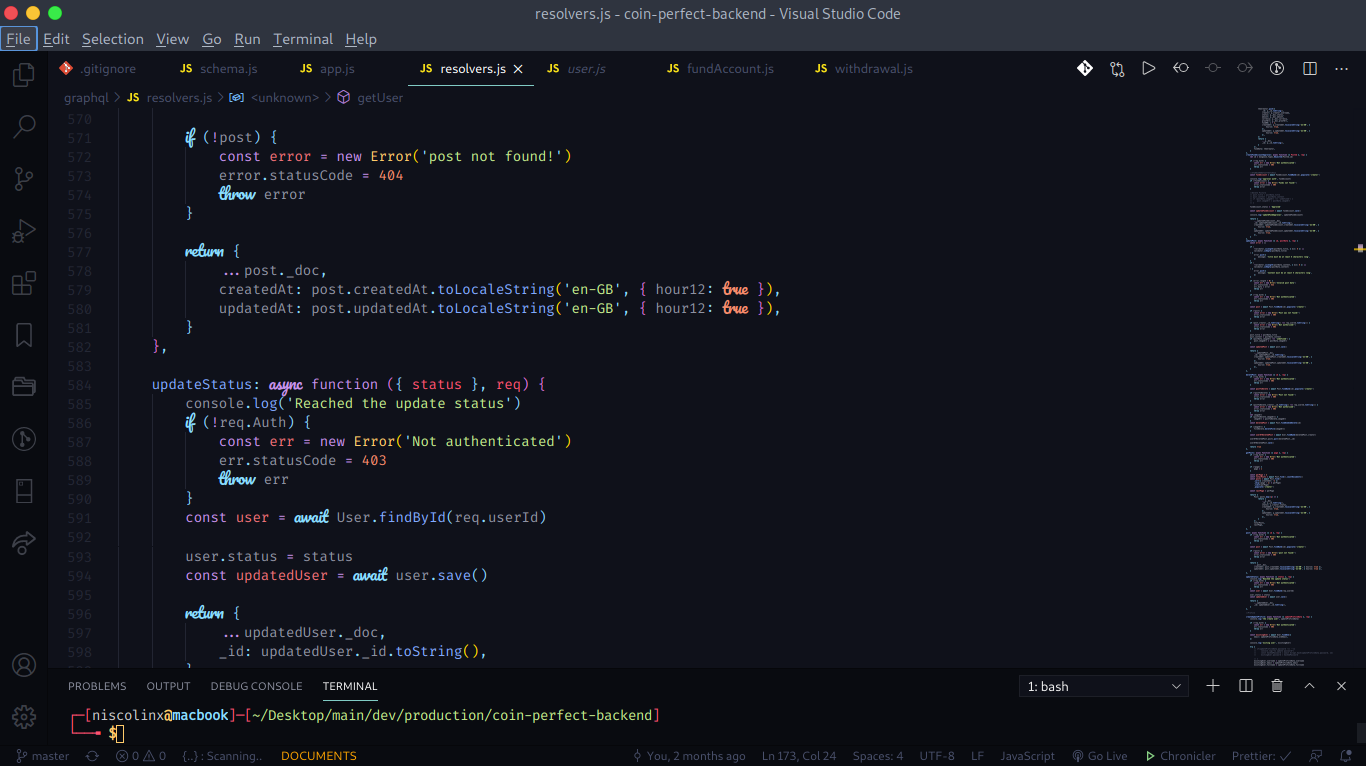 resolvers.js - coin-perfect-backend - Visual Studio Code
File Edit Selection View Go Run Terminal Help
.gitignore JS schema.js JS app.js JS resolvers.js JS user.js JS fundAccount.js JS withdrawal.js
graphql > JS resolvers.js > <unknown> > getUser
570
571 if (!post) {
572 const error = new Error('post not found!')
573 error.statusCode = 404
574 throw error
575 }
576
577 return {
578 ...post._doc,
579 createdAt: post.createdAt.toLocaleString('en-GB', { hour12: true }),
580 updatedAt: post.updatedAt.toLocaleString('en-GB', { hour12: true }),
581 }
582 },
583
584 updateStatus: async function ({ status }, req) {
585 console.log('Reached the update status')
586 if (!req.Auth) {
587 const err = new Error('Not authenticated')
588 err.statusCode = 403
589 throw err
590 }
591 const user = await User.findById(req.userId)
592
593 user.status = status
594 const updatedUser = await user.save()
595
596 return {
597 ...updatedUser._doc,
598 _id: updatedUser._id.toString(),
PROBLEMS OUTPUT DEBUG CONSOLE TERMINAL 1: bash
[niscolinx@macbook]-[~/Desktop/main/dev/production/coin-perfect-backend]
$
master 0 0 {..} : Scanning.. DOCUMENTS You, 2 months ago Ln 173, Col 24 Spaces: 4 UTF-8 LF JavaScript Go Live Chronicler Prettier: ✓